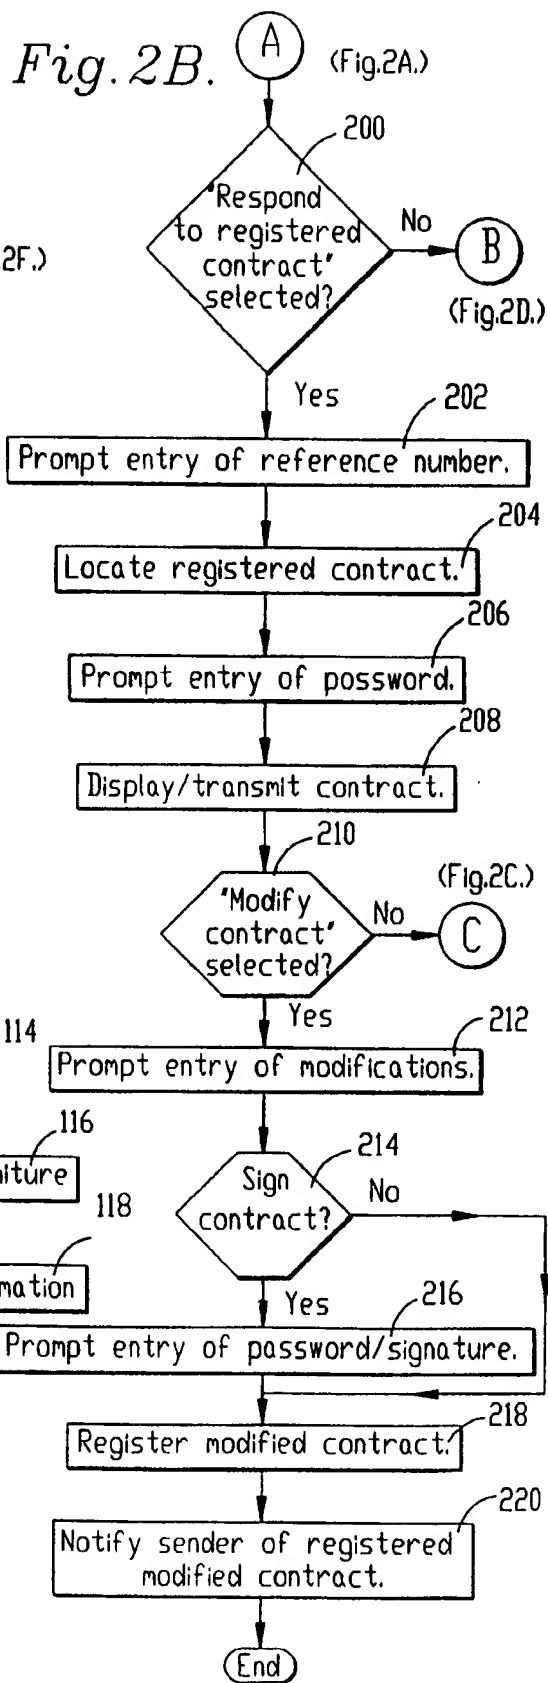 Fig. 2B.
A
(Fig.2A.)
200
"Respond
to registered
contract"
selected?
No
B
(Fig.2D.)
2F.)
Yes
202
Prompt entry of reference number.
204
Locate registered contract.
206
Prompt entry of possword.
208
Display/transmit contract.
210
(Fig.2C.)
"Modify
contract"
selected?
No
C
Yes
114
212
Prompt entry of modifications.
116
niture
118
mation
214
Sign
contract?
No
Yes
216
Prompt entry of password/signature.
218
Register modified contract.
220
Notify sender of registered
modified contract.
End